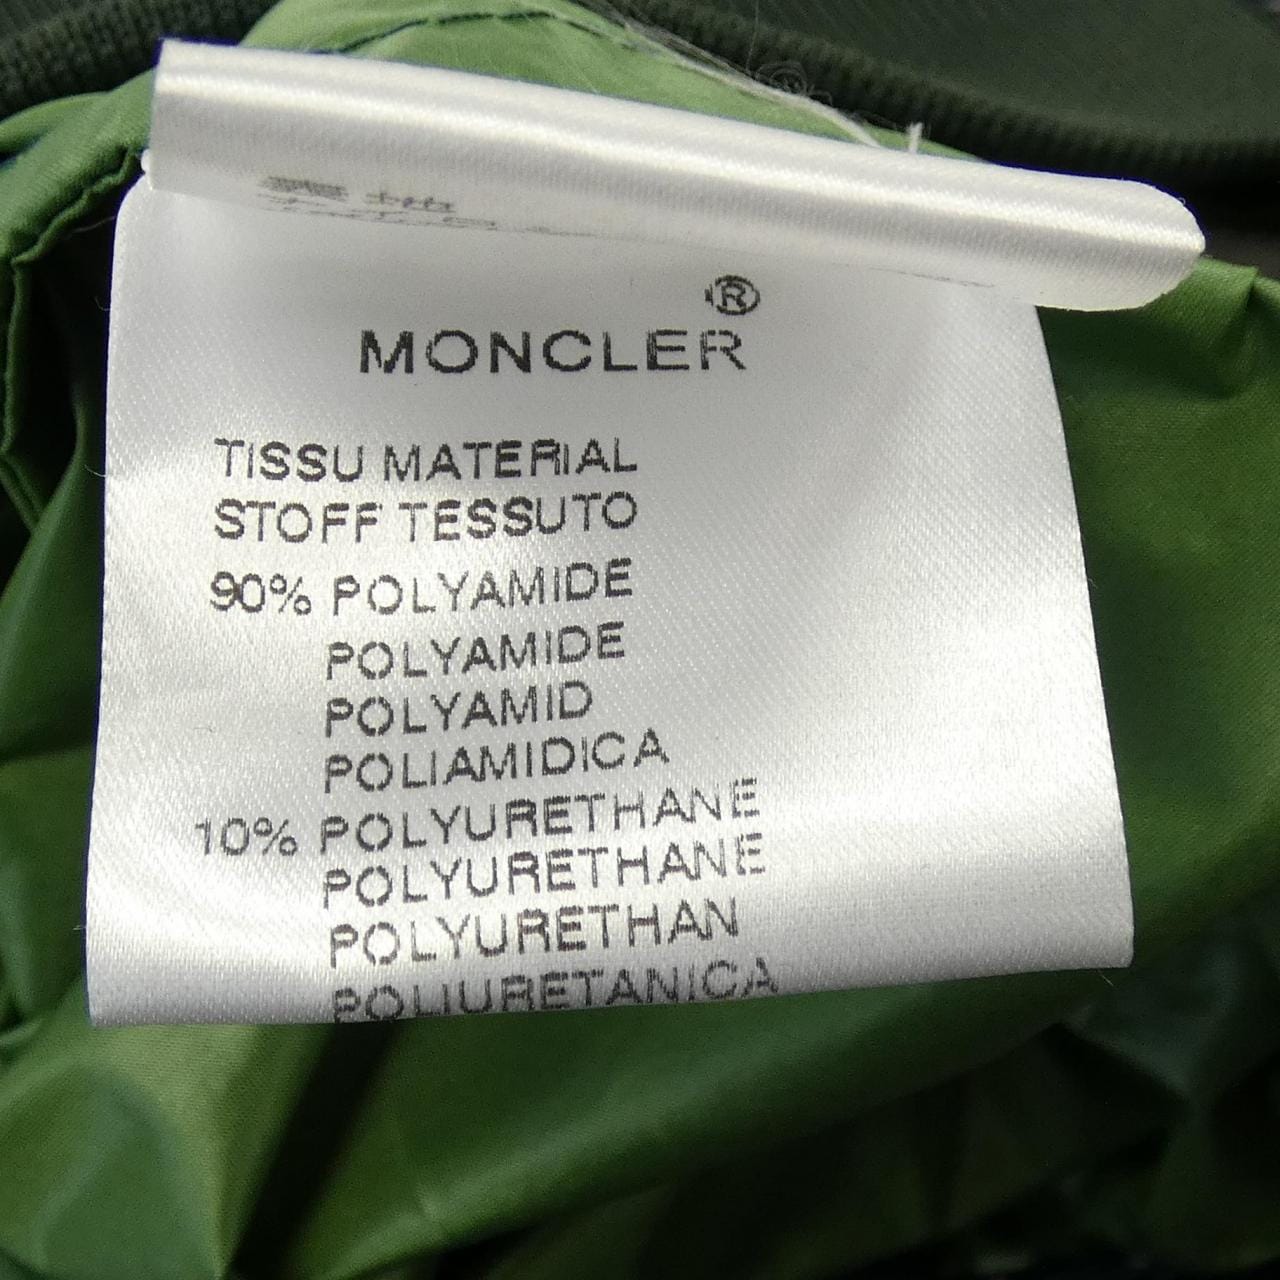 MONCLER®
TISSU MATERIAL
STOFF TESSUTO
90% POLYAMIDE
POLYAMIDE
POLYAMID
POLIAMIDICA
10% POLYURETHANE
POLYURETHANE
POLYURETHAN
POLIURETANICA